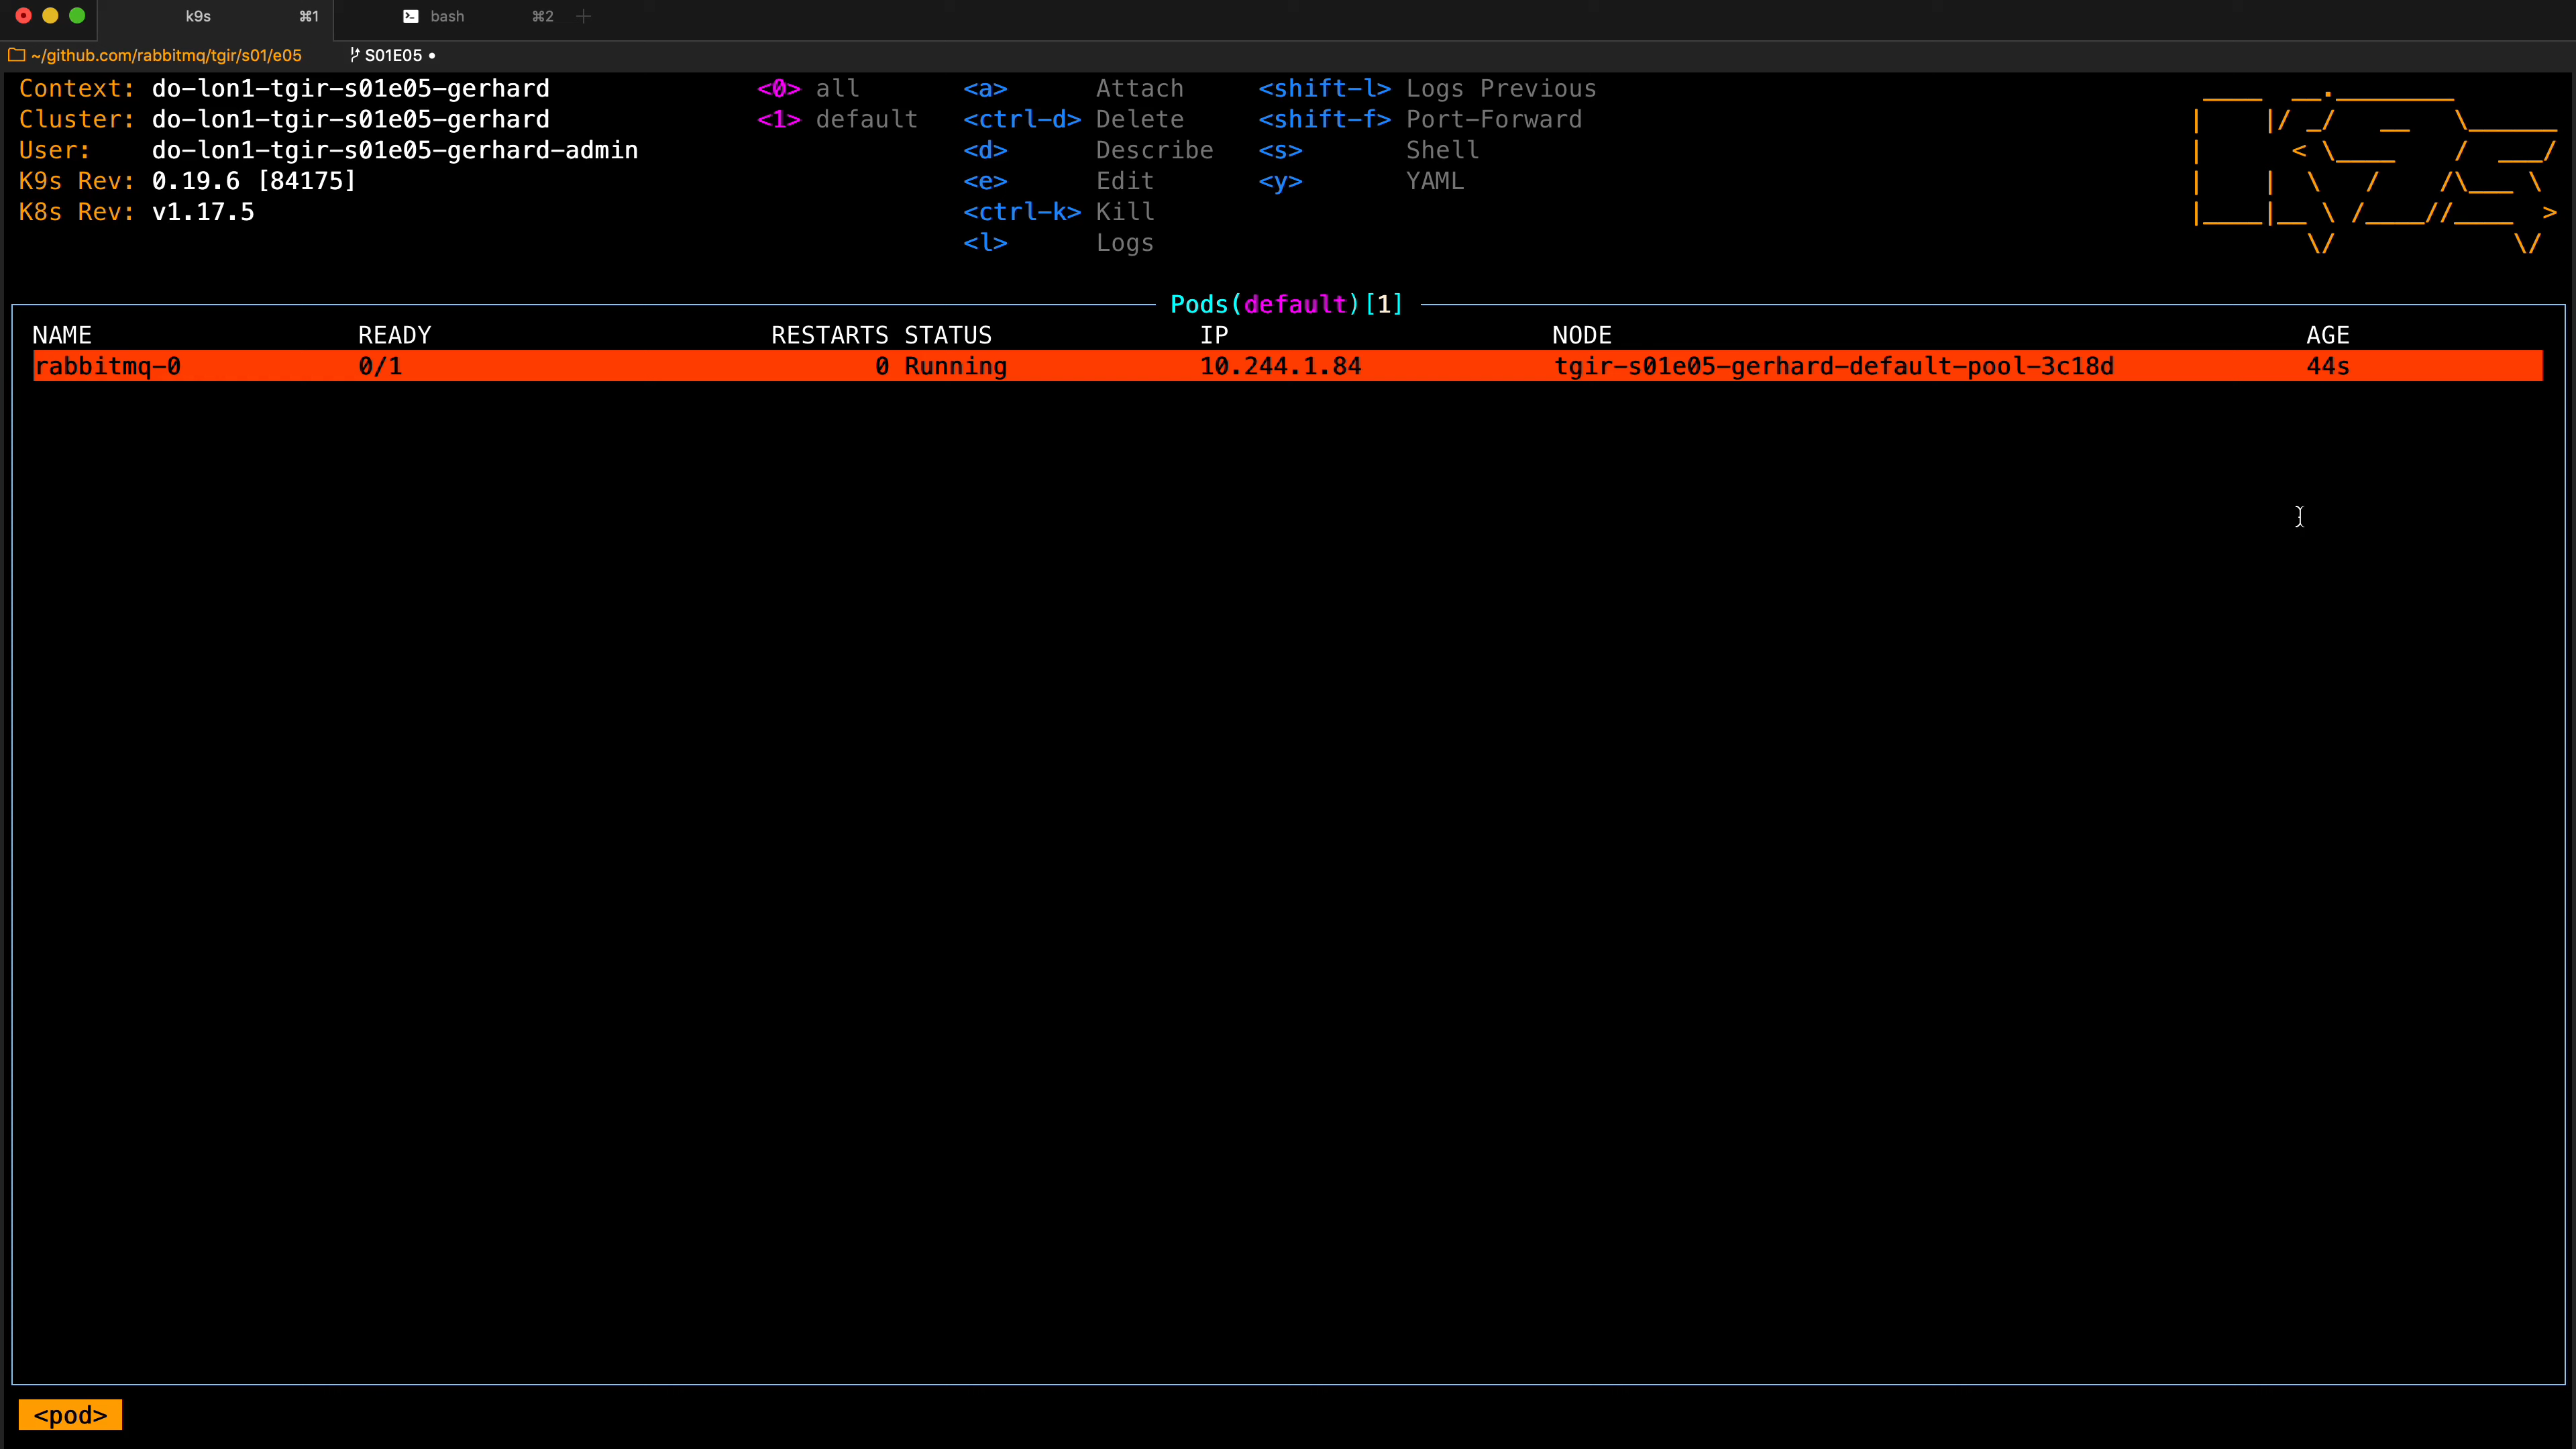 k9s ⌘1 bash ⌘2 +
~/github.com/rabbitmq/tgir/s01/e05 S01E05 •
Context: do-lon1-tgir-s01e05-gerhard <0> all <a> Attach <shift-l> Logs Previous
Cluster: do-lon1-tgir-s01e05-gerhard <1> default <ctrl-d> Delete <shift-f> Port-Forward
User: do-lon1-tgir-s01e05-gerhard-admin <d> Describe <s> Shell
K9s Rev: 0.19.6 [84175] <e> Edit <y> YAML
K8s Rev: v1.17.5 <ctrl-k> Kill
<l> Logs
K9s
Pods(default)[1]
NAME READY RESTARTS STATUS IP NODE AGE
rabbitmq-0 0/1 0 Running 10.244.1.84 tgir-s01e05-gerhard-default-pool-3c18d 44s
<pod>